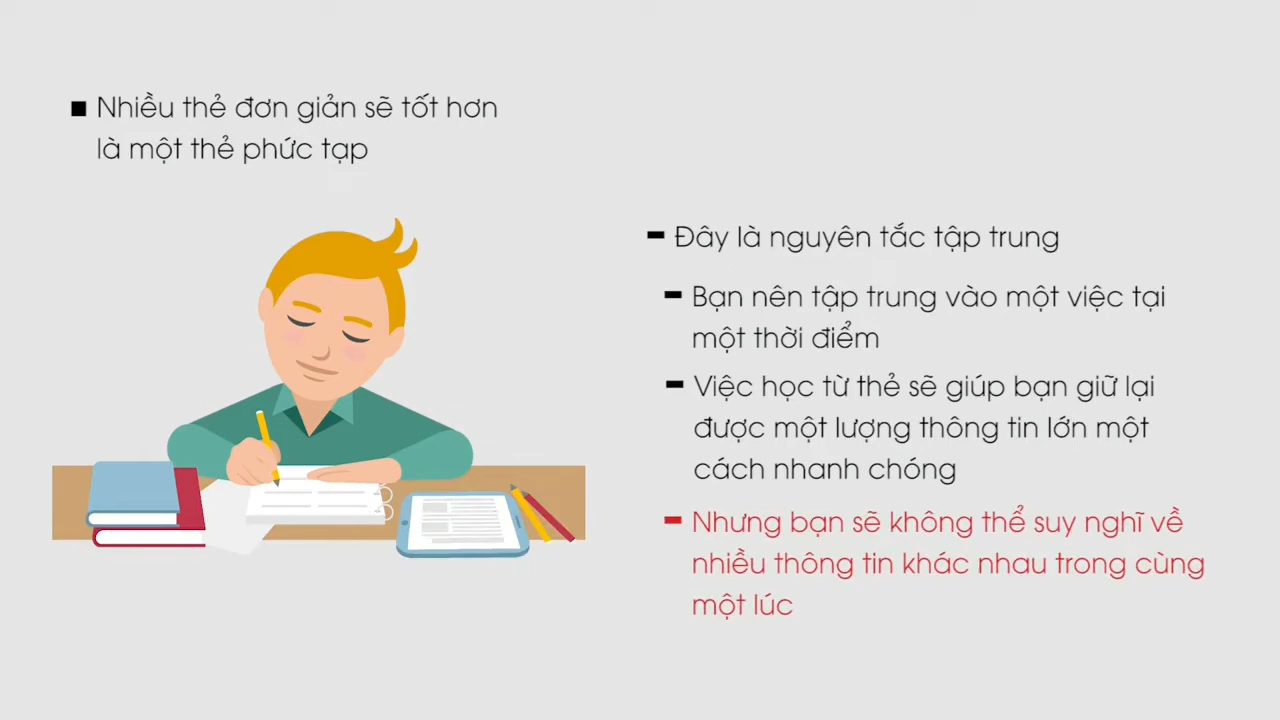 ▪ Nhiều thẻ đơn giản sẽ tốt hơn
là một thẻ phức tạp
- Đây là nguyên tắc tập trung
- Bạn nên tập trung vào một việc tại
một thời điểm
- Việc học từ thẻ sẽ giúp bạn giữ lại
được một lượng thông tin lớn một
cách nhanh chóng
- Nhưng bạn sẽ không thể suy nghĩ về
nhiều thông tin khác nhau trong cùng
một lúc